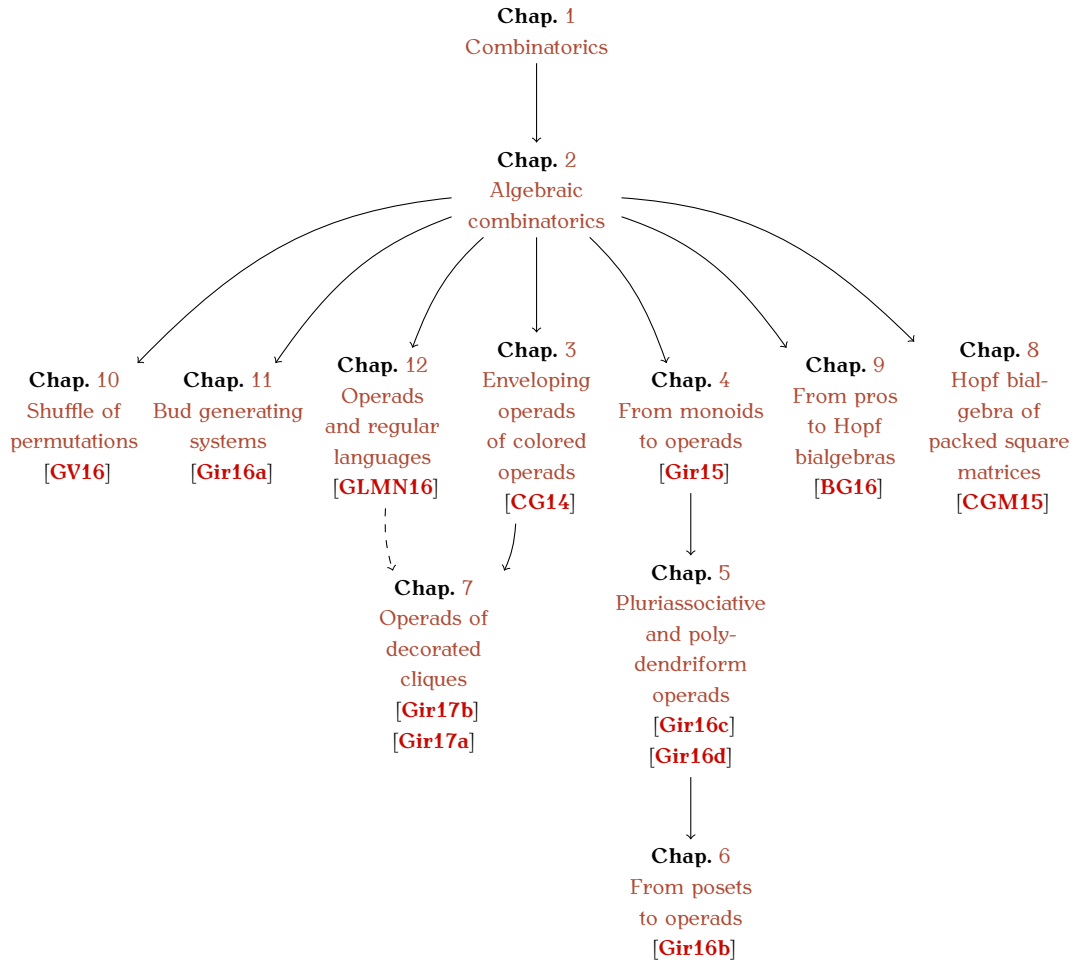 Chap. 1
Combinatorics
Chap. 2
Algebraic
combinatorics
Chap. 10
Shuffle of
permutations
[GV16]
Chap. 11
Bud generating
systems
[Gir16a]
Chap. 12
Operads
and regular
languages
[GLMN16]
Chap. 3
Enveloping
operads
of colored
operads
[CG14]
Chap. 4
From monoids
to operads
[Gir15]
Chap. 9
From pros
to Hopf
bialgebras
[BG16]
Chap. 8
Hopf bial-
gebra of
packed square
matrices
[CGM15]
Chap. 7
Operads of
decorated
cliques
[Gir17b]
[Gir17a]
Chap. 5
Pluriassociative
and poly-
dendriform
operads
[Gir16c]
[Gir16d]
Chap. 6
From posets
to operads
[Gir16b]